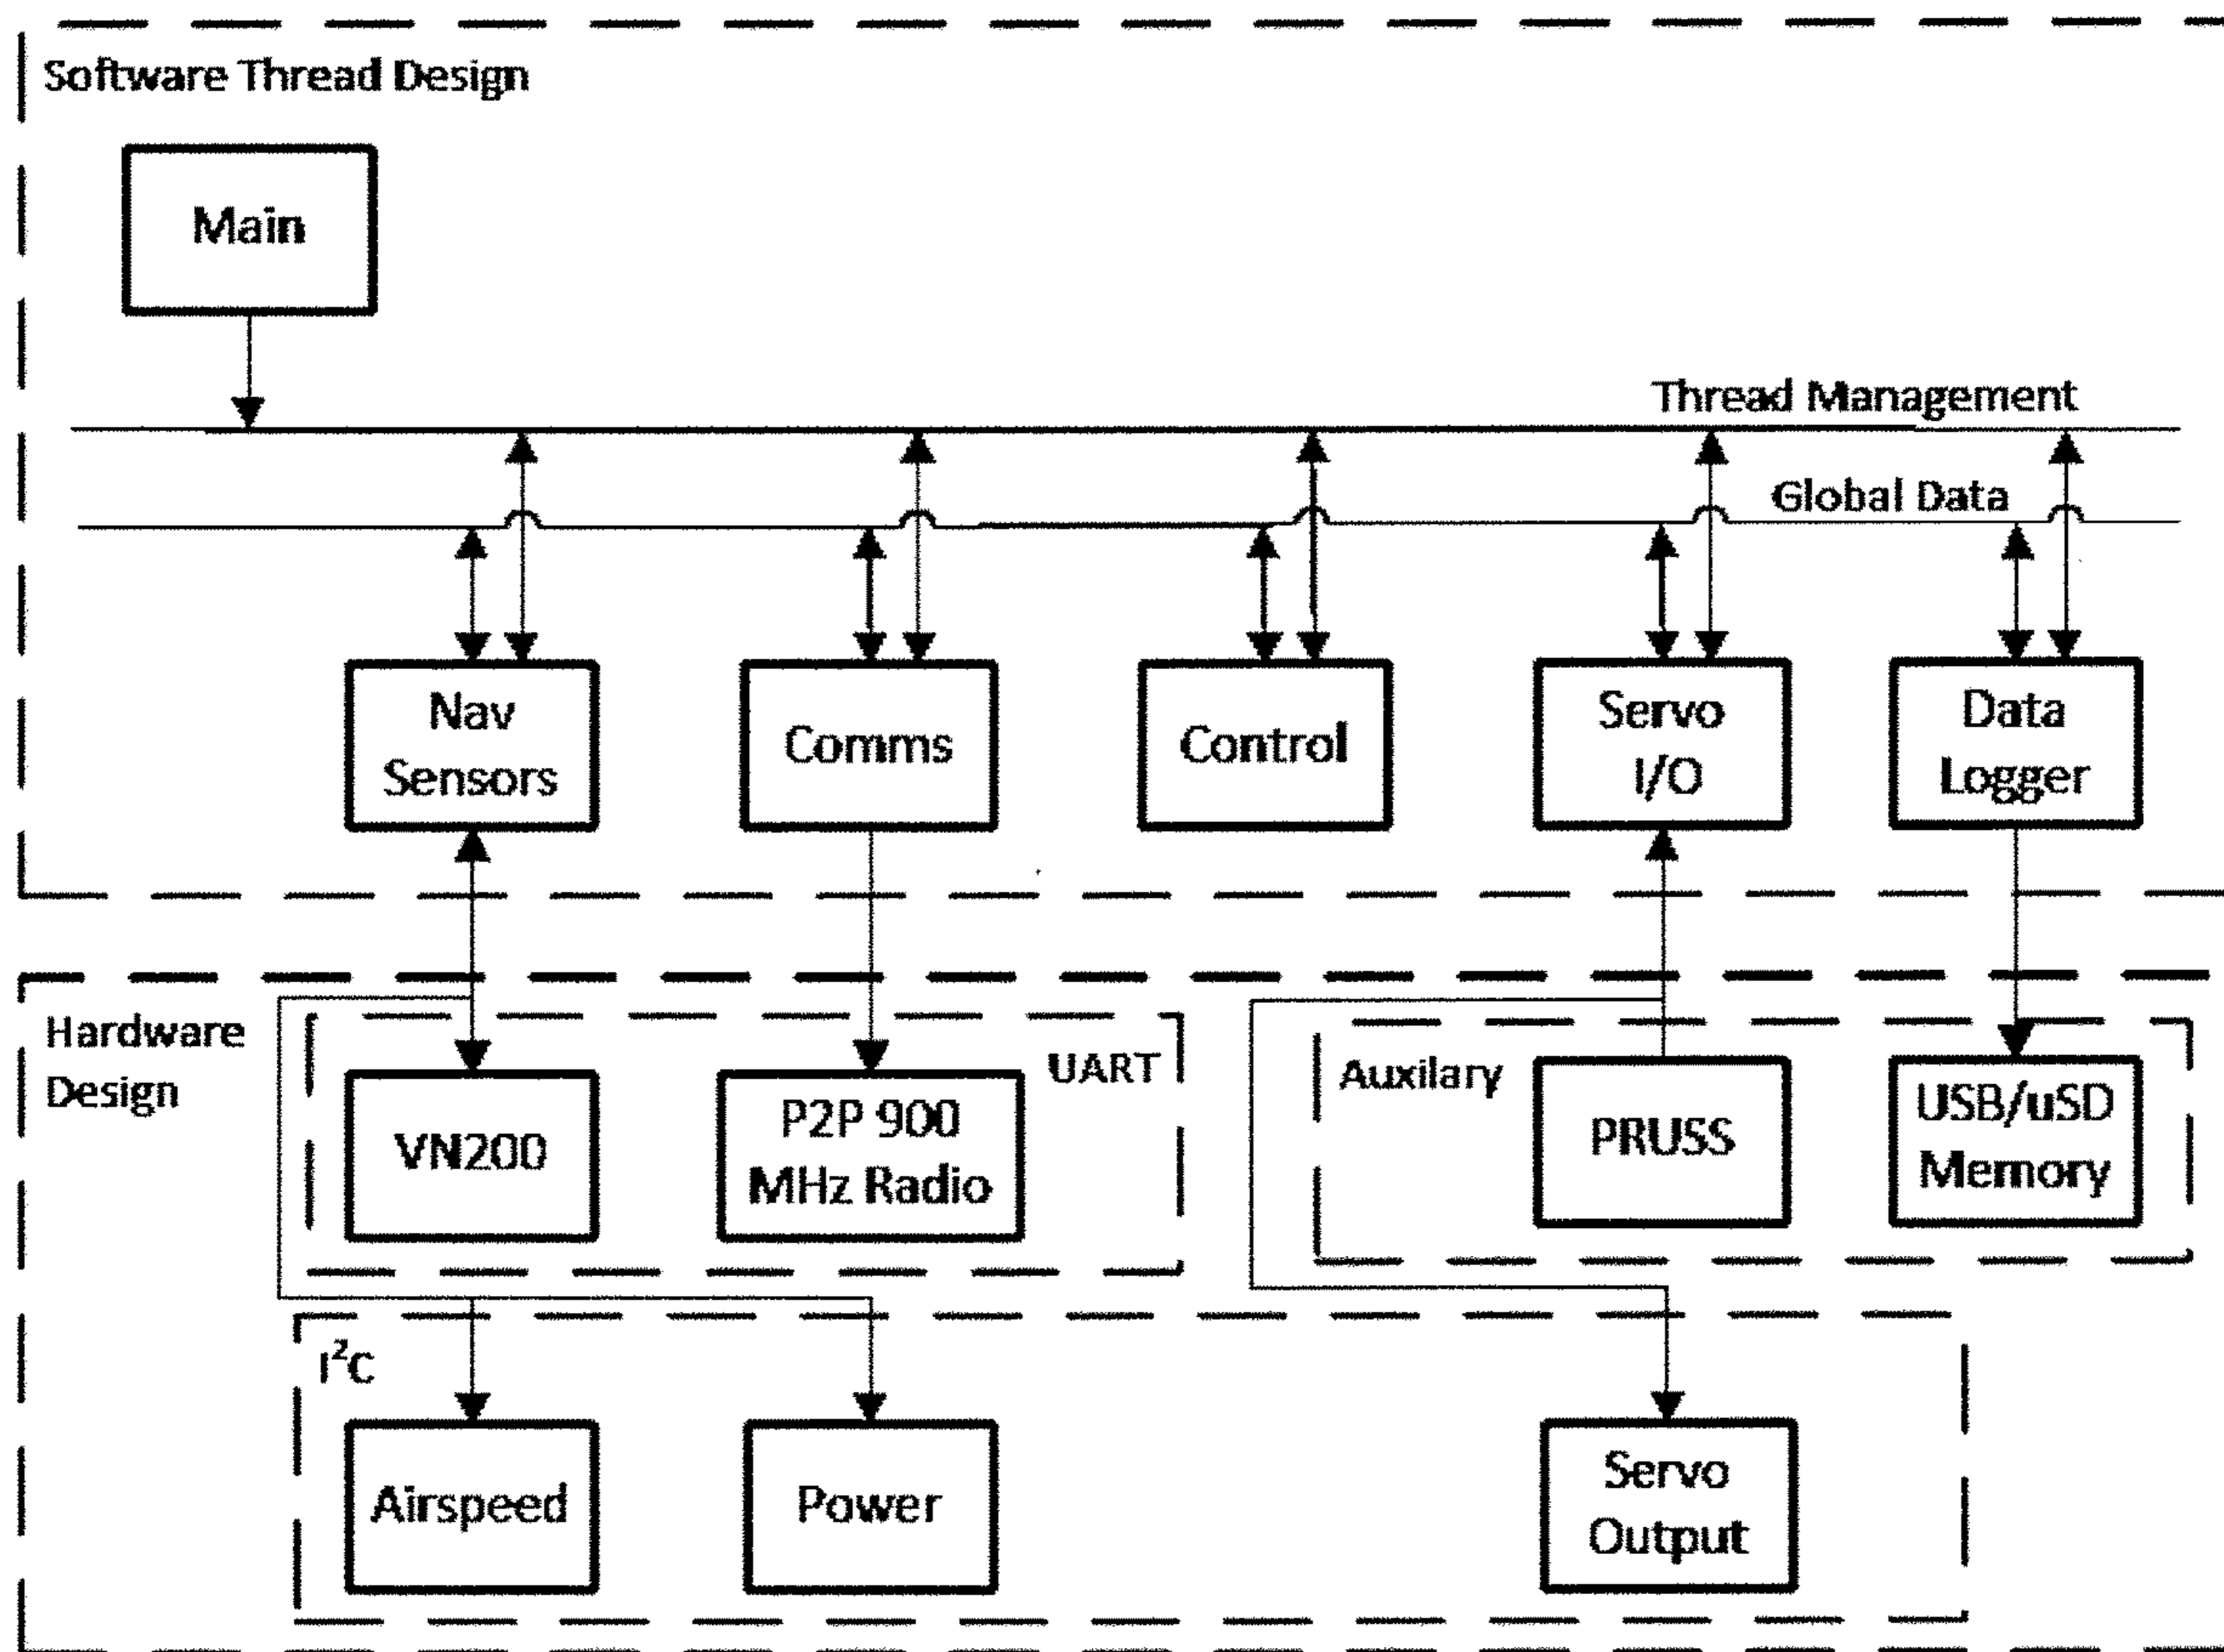 Software Thread Design
Main
Thread Management
Global Data
Nav
Sensors
Comms
Control
Servo
I/O
Data
Logger
Hardware
Design
UART
VN200
P2P 900
MHz Radio
Auxilary
PRUSS
USB/uSD
Memory
I²C
Airspeed
Power
Servo
Output